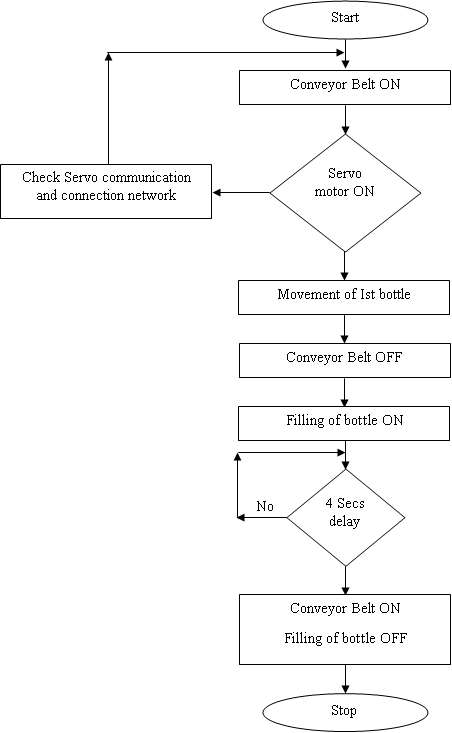 Start
Conveyor Belt ON
Check Servo communication
and connection network
Servo
motor ON
Movement of Ist bottle
Conveyor Belt OFF
Filling of bottle ON
No
4 Secs
delay
Conveyor Belt ON
Filling of bottle OFF
Stop